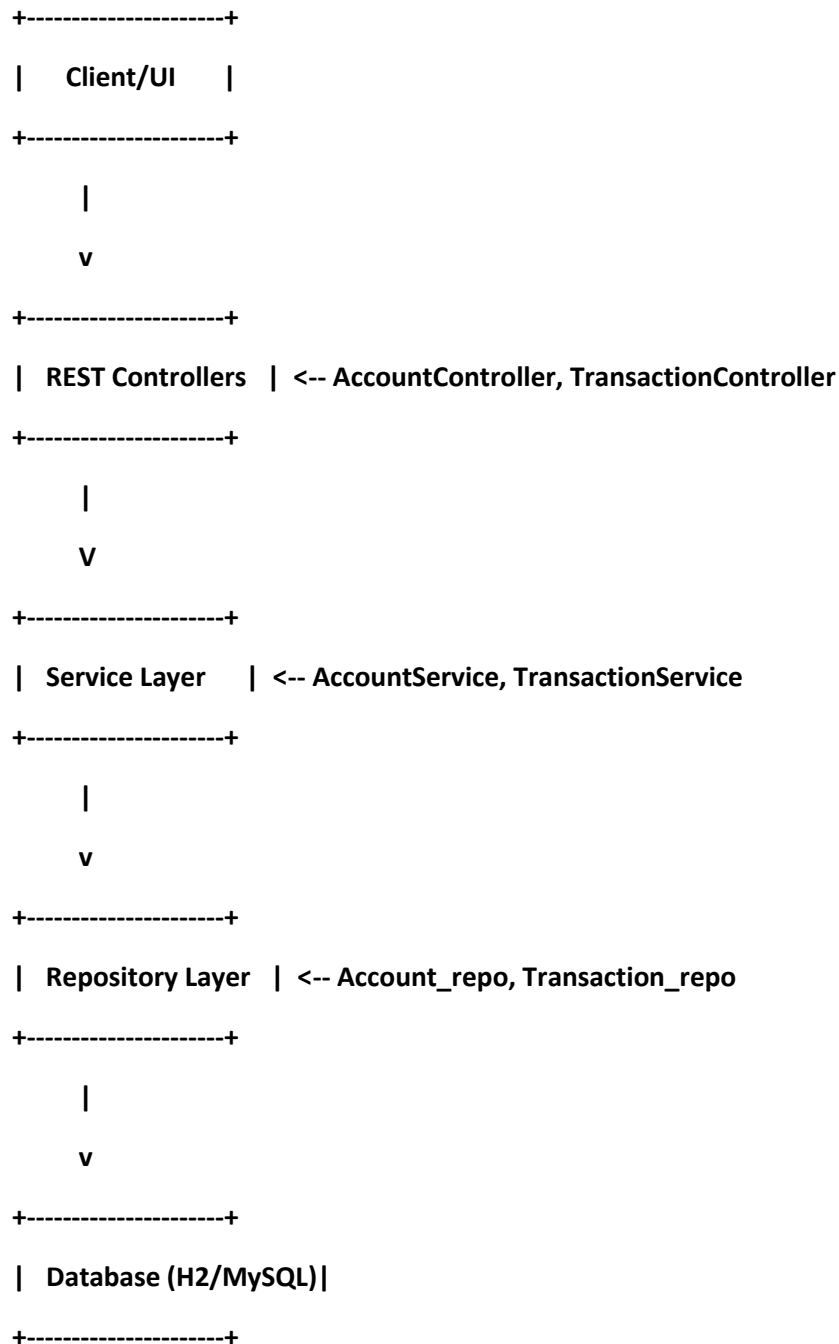 +----------------------+
|    Client/UI    |
+----------------------+
|
v
+----------------------+
|  REST Controllers  |  <-- AccountController, TransactionController
+----------------------+
|
V
+----------------------+
|  Service Layer    |  <-- AccountService, TransactionService
+----------------------+
|
v
+----------------------+
|  Repository Layer  |  <-- Account_repo, Transaction_repo
+----------------------+
|
v
+----------------------+
|  Database (H2/MySQL)|
+----------------------+